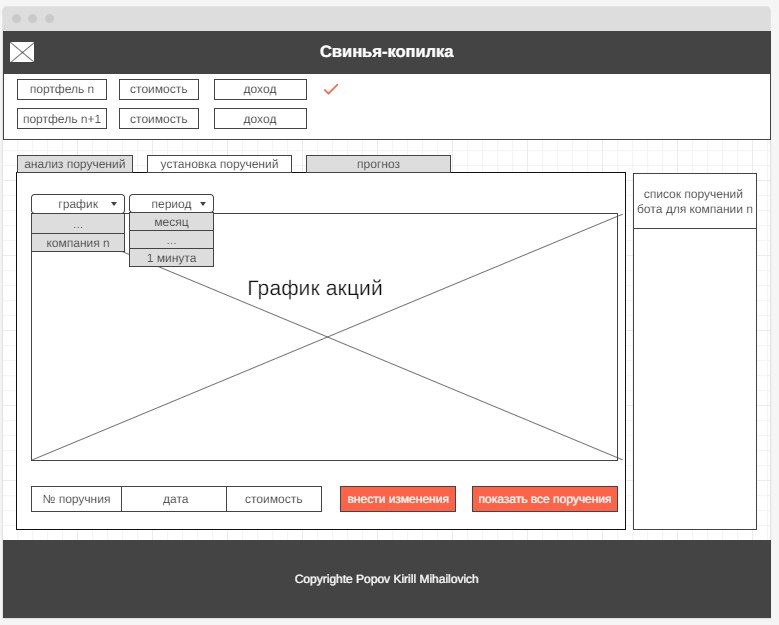 Свинья-копилка
портфель n
стоимость
доход
портфель n+1
стоимость
доход
анализ поручений
установка поручений
прогноз
график
период
...
месяц
компания n
...
1 минута
График акций
список поручений
бота для компании n
№ поручния
дата
стоимость
внести изменения
показать все поручения
Copyrighte Popov Kirill Mihailovich